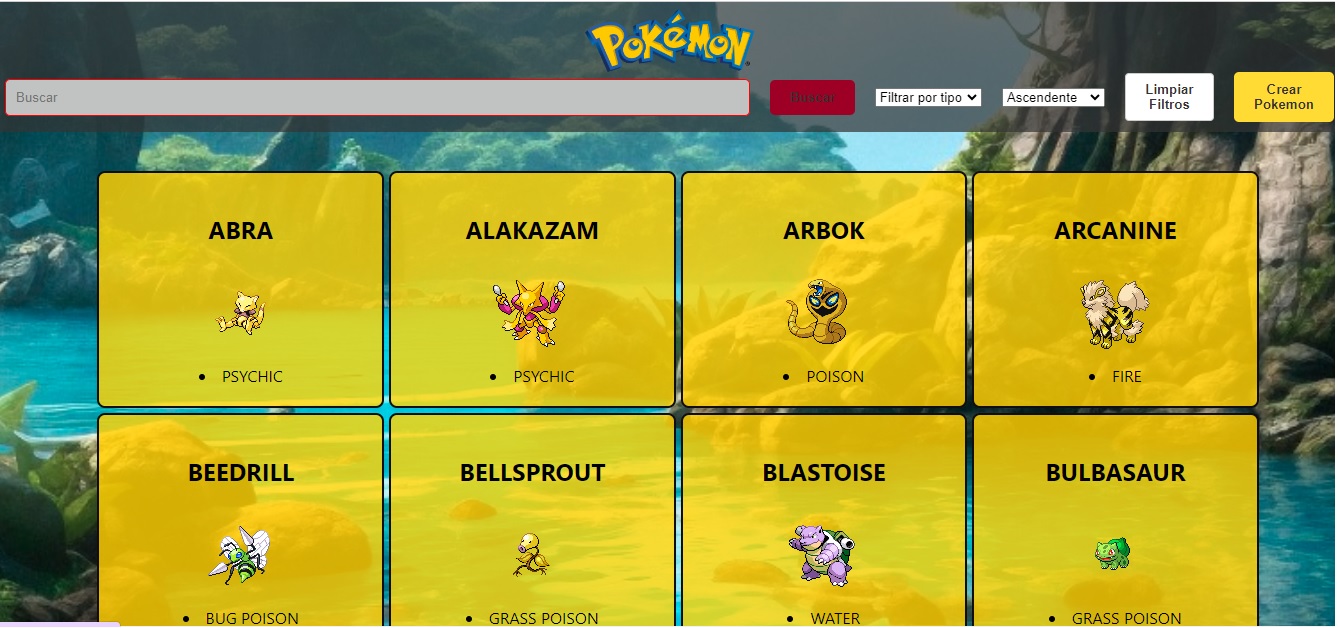 POKéMON
Buscar
Buscar
Filtrar por tipo
Ascendente
Limpiar
Filtros
Crear
Pokemon
ABRA
ALAKAZAM
ARBOK
ARCANINE
• PSYCHIC
• PSYCHIC
• POISON
• FIRE
BEEDRILL
BELLSPROUT
BLASTOISE
BULBASAUR
• BUG POISON
• GRASS POISON
• WATER
• GRASS POISON